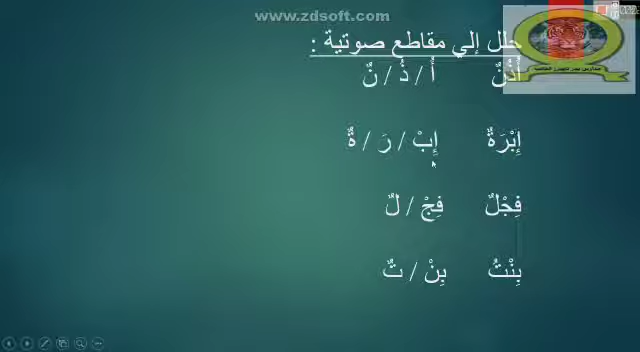 www.zdsoft.com
حلل إلي مقاطع صوتية :
أُذُنٌ أُ / ذُ / نٌ
إِبْرَةٌ إِبْ / رَ / ةٌ
فِجْلٌ فِجْ / لٌ
بِنْتُ بِنْ / تٌ